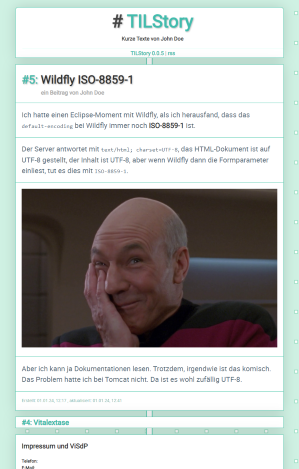 # TILStory
Kurze Texte von John Doe
TILStory 0.0.5 | rss
#5: Wildfly ISO-8859-1
ein Beitrag von John Doe
Ich hatte einen Eclipse-Moment mit Wildfly, als ich herausfand, dass das
default-encoding bei Wildfly immer noch ISO-8859-1 ist.
Der Server antwortet mit text/html; charset=UTF-8, das HTML-Dokument ist auf
UTF-8 gestellt, der Inhalt ist UTF-8, aber wenn Wildfly dann die Formparameter
einliest, tut es dies mit ISO-8859-1.
Aber ich kann ja Dokumentationen lesen. Trotzdem, irgendwie ist das komisch.
Das Problem hatte ich bei Tomcat nicht. Da ist es wohl zufällig UTF-8.
#4: Vitalextase
Impressum und ViSdP
Telefon: